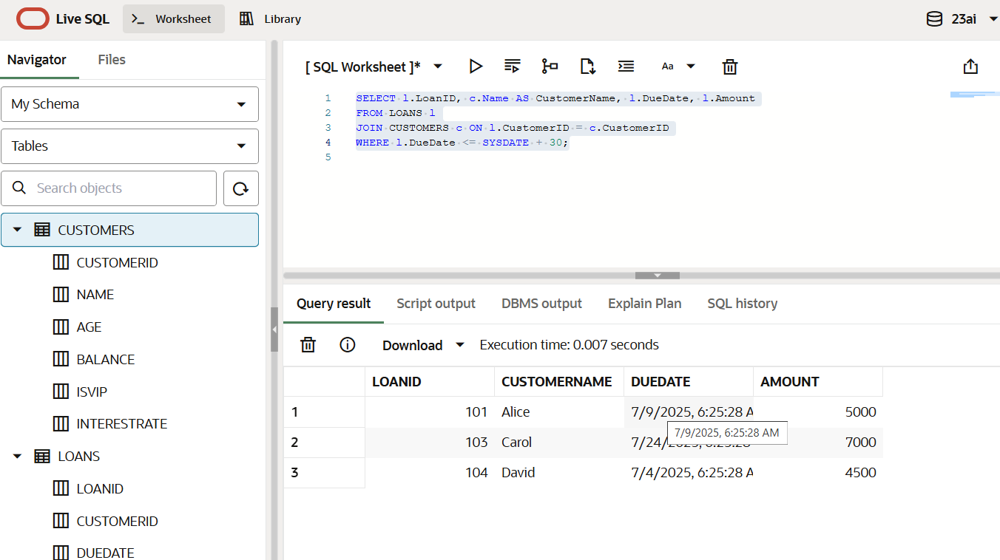 Live SQL
Worksheet
Library
23ai
Navigator
Files
My Schema
Tables
Search objects
CUSTOMERS
CUSTOMERID
NAME
AGE
BALANCE
ISVIP
INTERESTRATE
LOANS
LOANID
CUSTOMERID
DUEDATE
[ SQL Worksheet ]*
Aa
1 SELECT l.LoanID, c.Name AS CustomerName, l.DueDate, l.Amount
2 FROM LOANS l
3 JOIN CUSTOMERS c ON l.CustomerID = c.CustomerID
4 WHERE l.DueDate <= SYSDATE + 30;
5
Query result
Script output
DBMS output
Explain Plan
SQL history
Download
Execution time: 0.007 seconds
LOANID CUSTOMERNAME DUEDATE AMOUNT
1 101 Alice 7/9/2025, 6:25:28 A 5000
7/9/2025, 6:25:28 AM
2 103 Carol 7/24/2025, 6:25:28 7000
3 104 David 7/4/2025, 6:25:28 A 4500